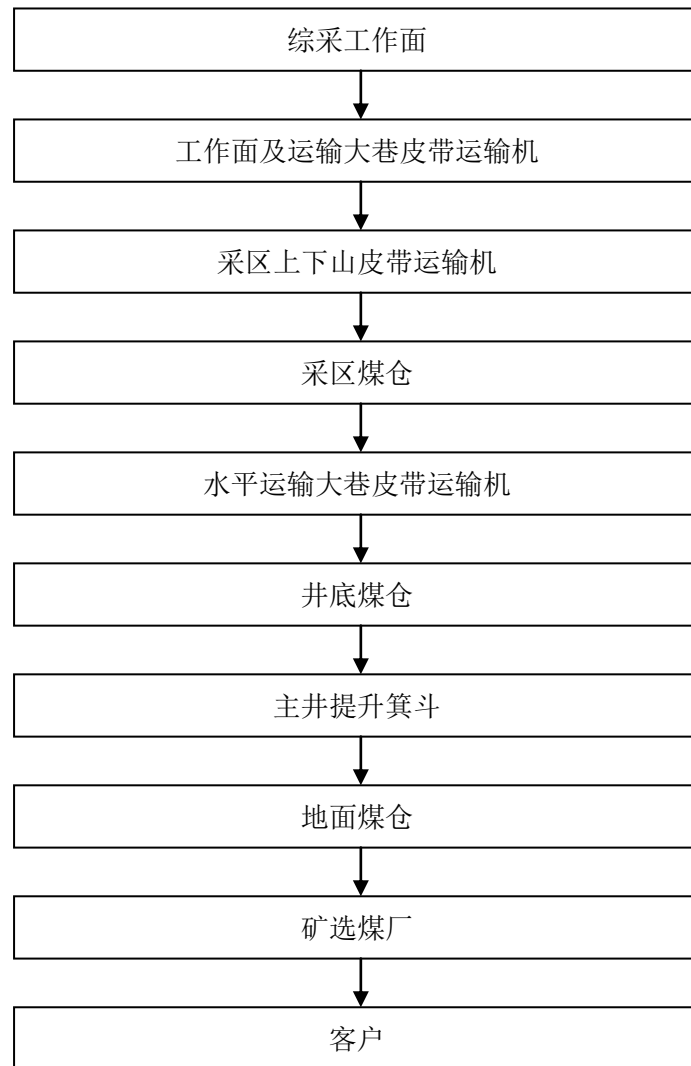 综采工作面
工作面及运输大巷皮带运输机
采区上下山皮带运输机
采区煤仓
水平运输大巷皮带运输机
井底煤仓
主井提升箕斗
地面煤仓
矿选煤厂
客户